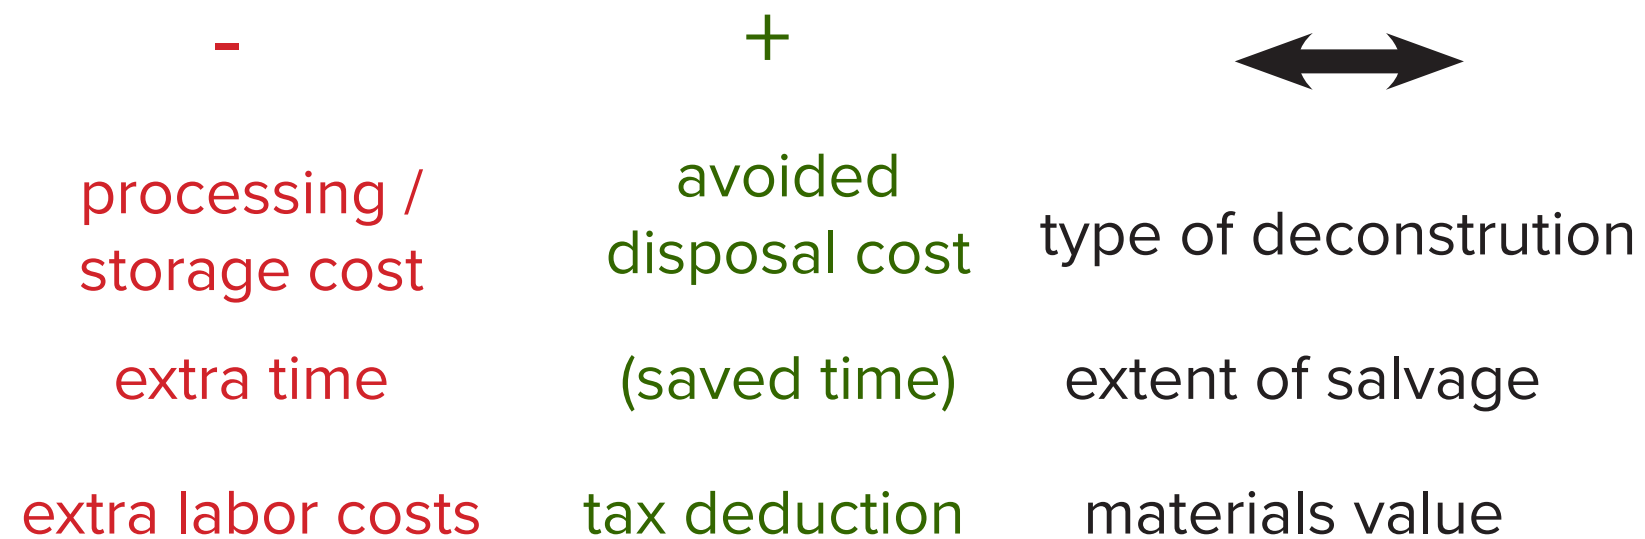 - 
+
processing /
storage cost
extra time
extra labor costs
avoided
disposal cost
(saved time)
tax deduction
type of deconstrution
extent of salvage
materials value